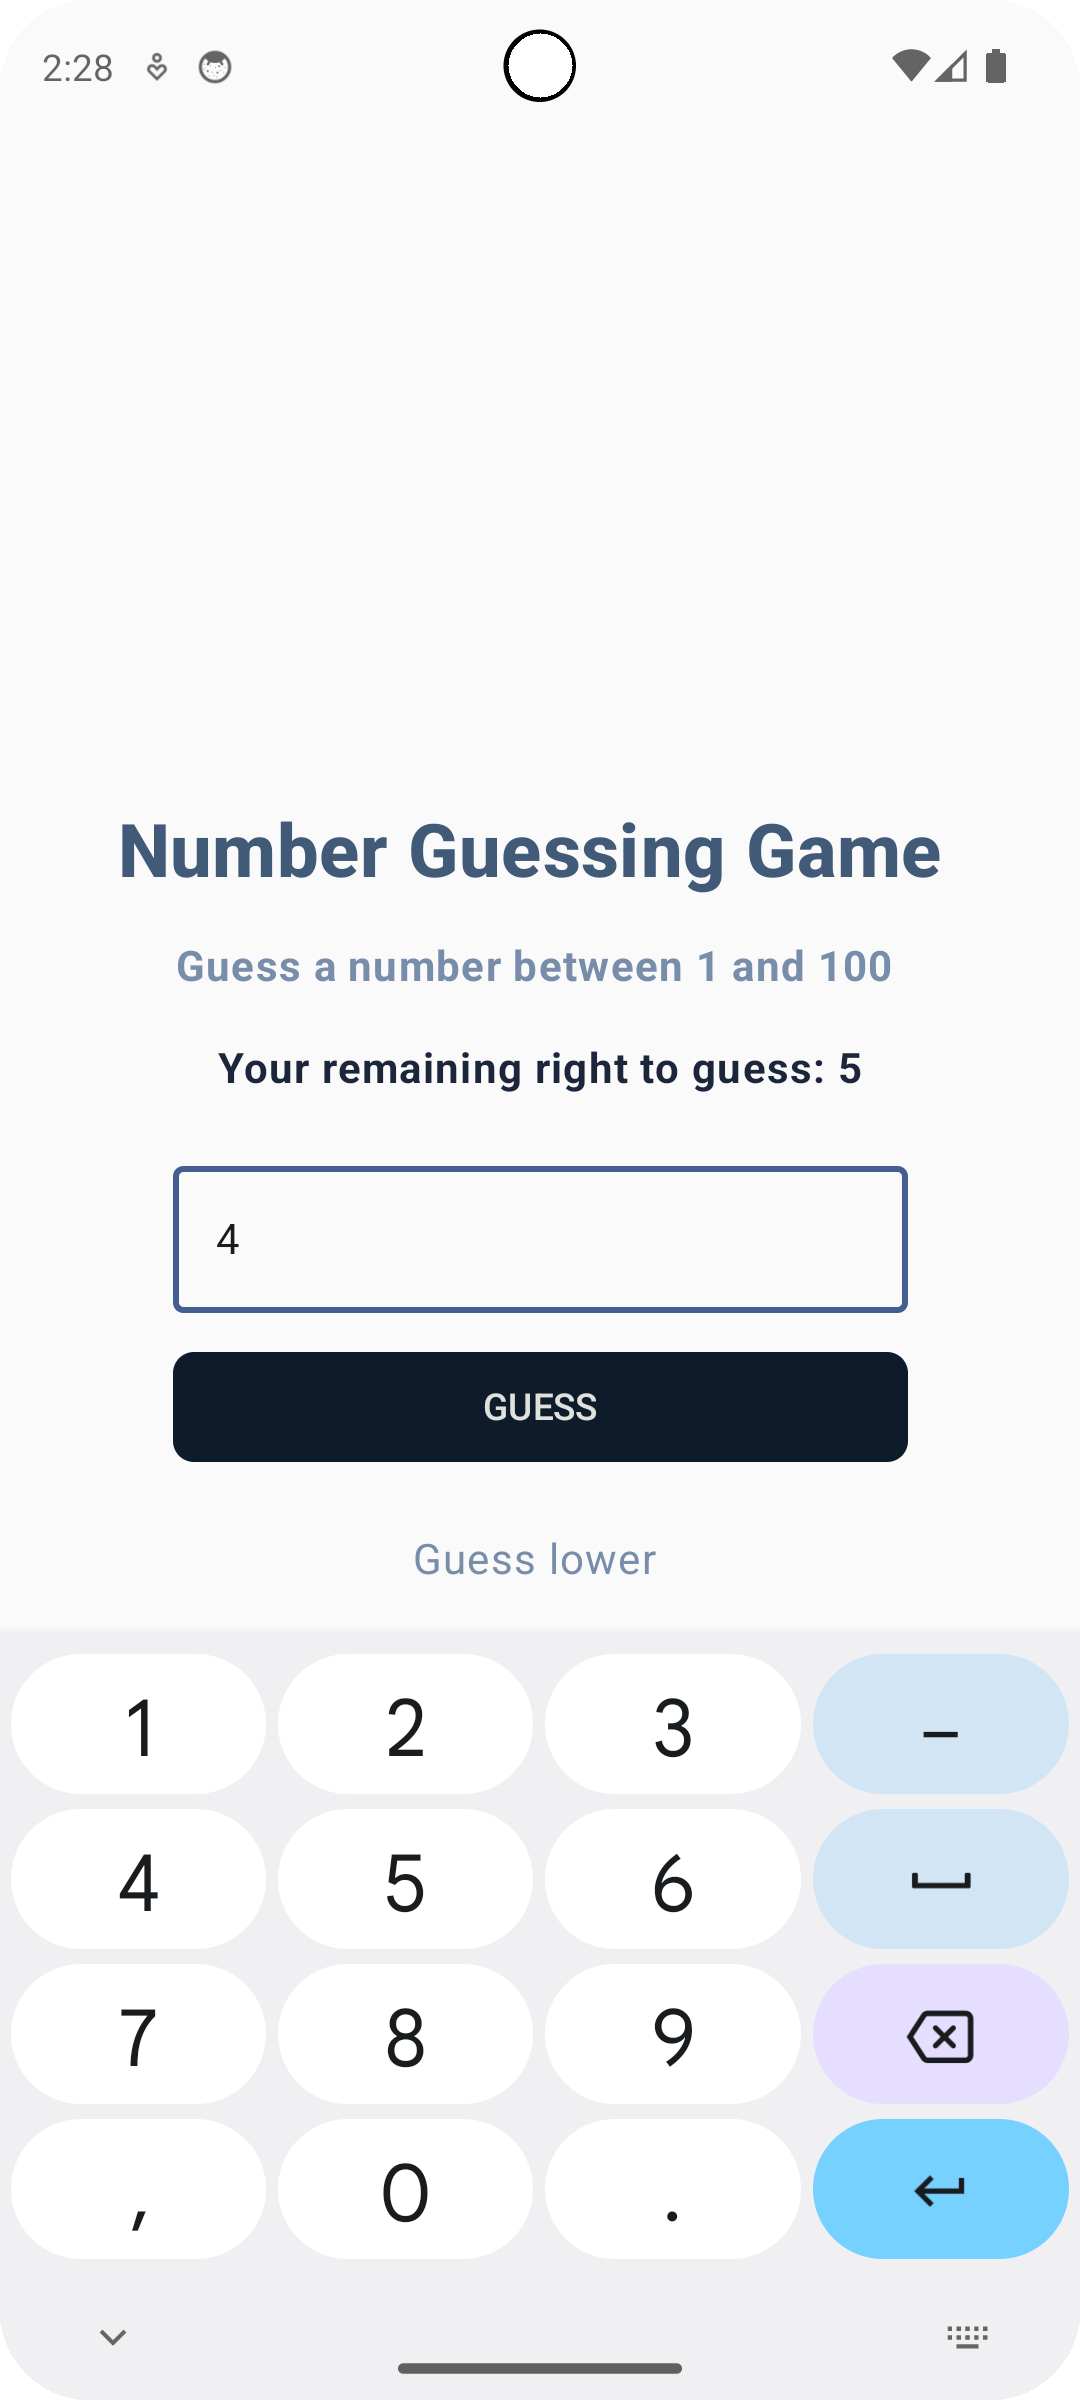 2:28
Number Guessing Game
Guess a number between 1 and 100
Your remaining right to guess: 5
4
GUESS
Guess lower
1 2 3 –
4 5 6
7 8 9
, 0 .